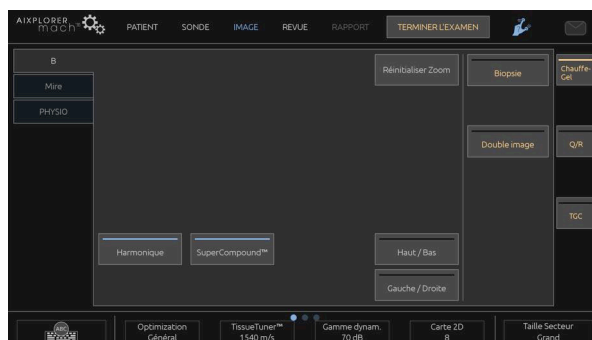 AIXPLORER
mach
PATIENT SONDE IMAGE REVUE RAPPORT TERMINER L'EXAMEN
B
Mire
PHYSIO
Réinitialiser Zoom
Biopsie
Chauffe-
Gel
Double image
Q/R
TGC
Harmonique
SuperCompound™
Haut / Bas
Gauche / Droite
ABC
Optimization
Général
TissueTuner™
1540 m/s
Gamme dynam.
70 dB
Carte 2D
8
Taille Secteur
Grand